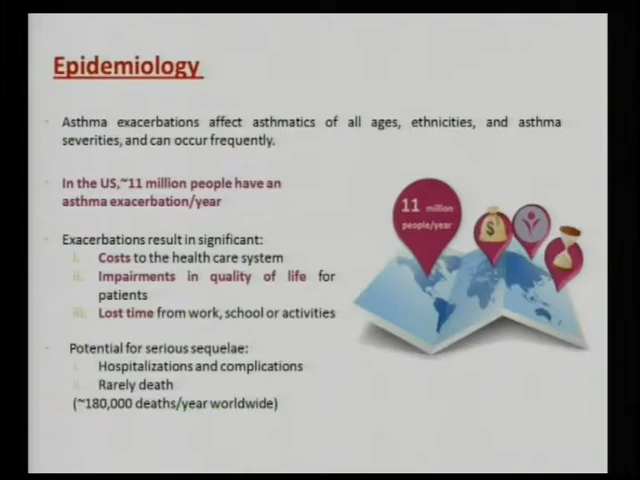 Epidemiology
Asthma exacerbations affect asthmatics of all ages, ethnicities, and asthma
severities, and can occur frequently.
In the US,~11 million people have an
asthma exacerbation/year
11 million
people/year
$
Exacerbations result in significant:
i. Costs to the health care system
ii. Impairments in quality of life for
patients
iii. Lost time from work, school or activities
Potential for serious sequelae:
i. Hospitalizations and complications
ii. Rarely death
(~180,000 deaths/year worldwide)